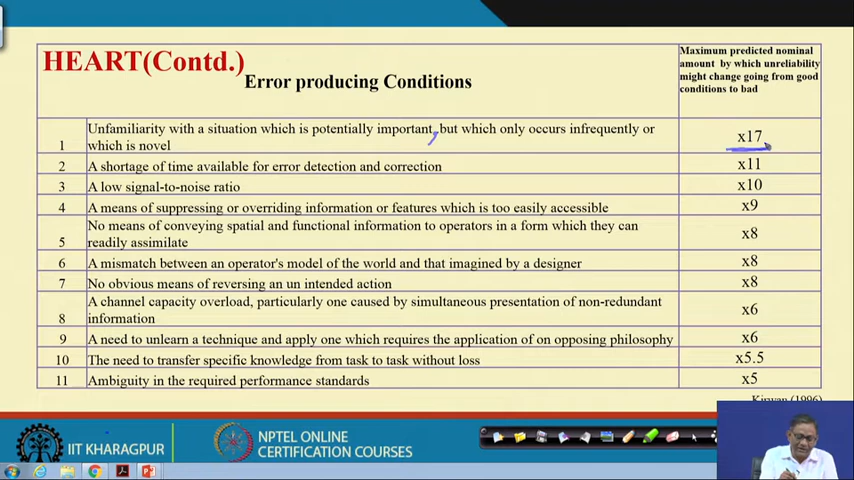 HEART(Contd.)
Error producing Conditions
Maximum predicted nominal
amount by which unreliability
might change going from good
conditions to bad
1 Unfamiliarity with a situation which is potentially important, but which only occurs infrequently or
which is novel x17
2 A shortage of time available for error detection and correction x11
3 A low signal-to-noise ratio x10
4 A means of suppressing or overriding information or features which is too easily accessible x9
No means of conveying spatial and functional information to operators in a form which they can
5 readily assimilate x8
6 A mismatch between an operator's model of the world and that imagined by a designer x8
7 No obvious means of reversing an un intended action x8
A channel capacity overload, particularly one caused by simultaneous presentation of non-redundant
8 information x6
9 A need to unlearn a technique and apply one which requires the application of on opposing philosophy x6
10 The need to transfer specific knowledge from task to task without loss x5.5
11 Ambiguity in the required performance standards x5
Kirwan (1996)
IIT KHARAGPUR
NPTEL ONLINE
CERTIFICATION COURSES